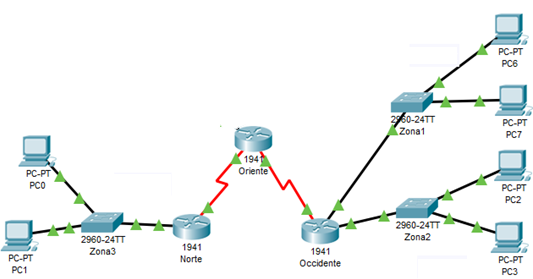 PC-PT
PC6
2960-24TT
Zona1
PC-PT
PC7
1941
Oriente
PC-PT
PC0
PC-PT
PC2
2960-24TT
Zona3
2960-24TT
Zona2
PC-PT
PC1
1941
Norte
1941
Occidente
PC-PT
PC3